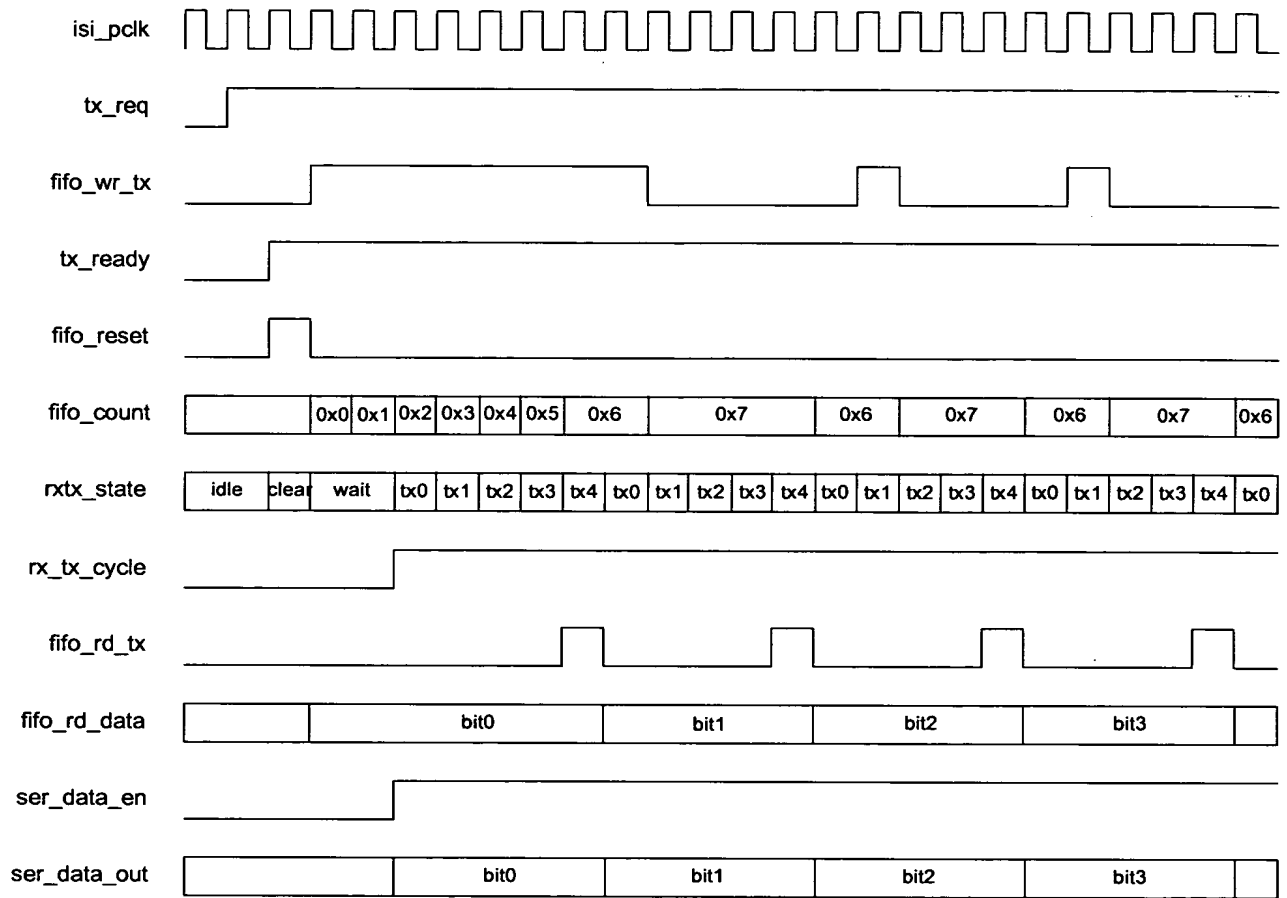 isi_pclk
tx_req
fifo_wr_tx
tx_ready
fifo_reset
fifo_count 0x0 0x1 0x2 0x3 0x4 0x5 0x6 0x7 0x6 0x7 0x6 0x7 0x6
rxtx_state idle clear wait tx0 tx1 tx2 tx3 tx4 tx0 tx1 tx2 tx3 tx4 tx0 tx1 tx2 tx3 tx4 tx0 tx1 tx2 tx3 tx4 tx0
rx_tx_cycle
fifo_rd_tx
fifo_rd_data bit0 bit1 bit2 bit3
ser_data_en
ser_data_out bit0 bit1 bit2 bit3